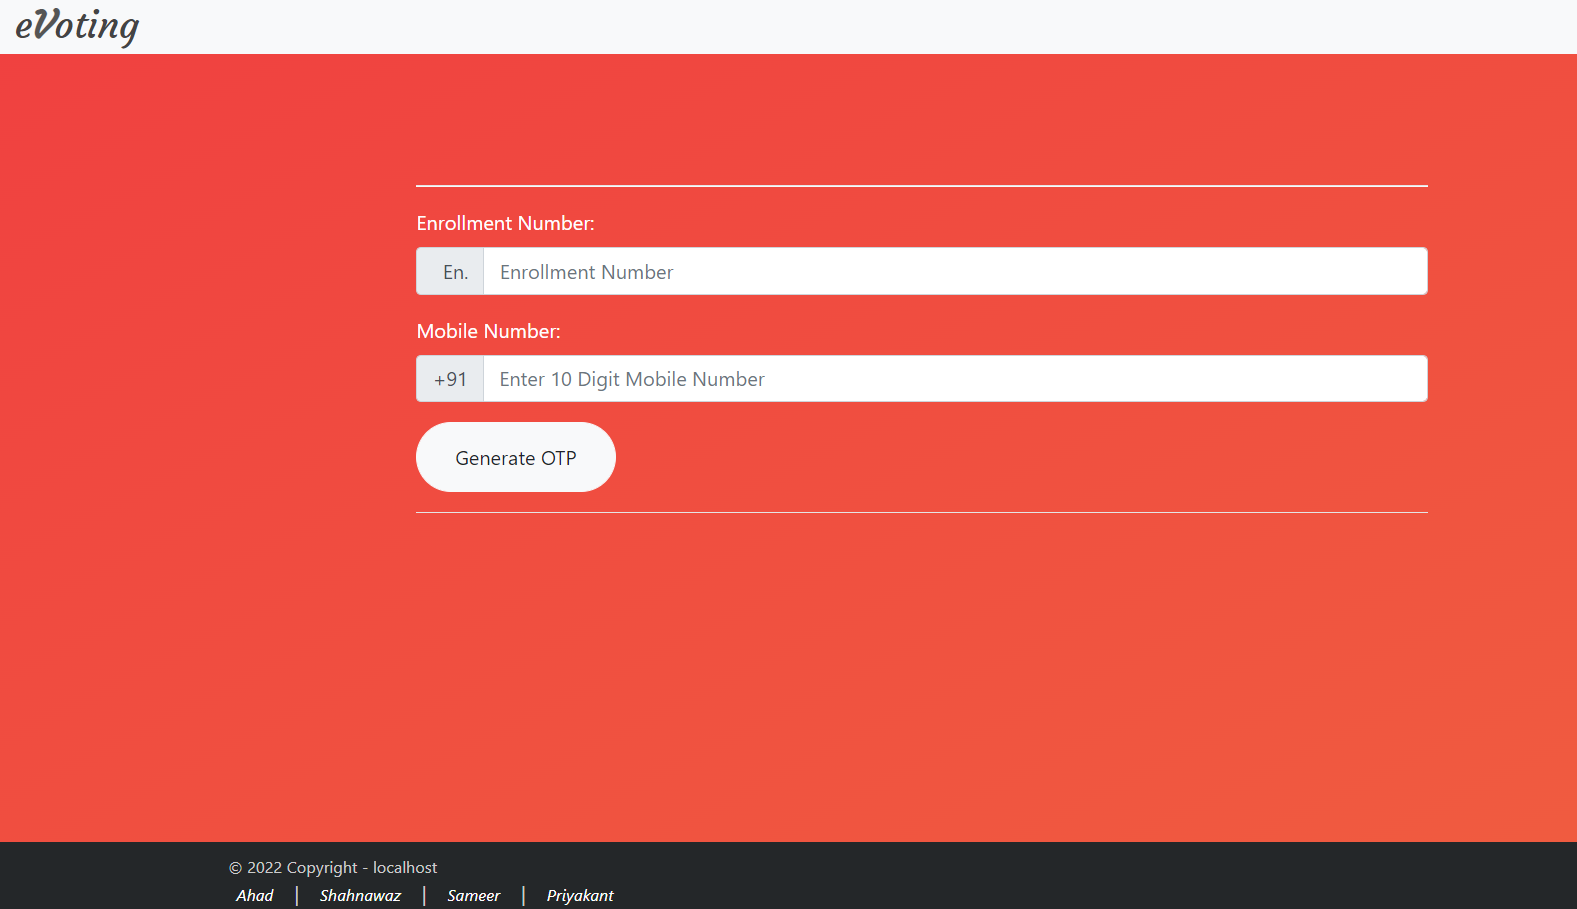 eVoting
Enrollment Number:
En. Enrollment Number
Mobile Number:
+91 Enter 10 Digit Mobile Number
Generate OTP
© 2022 Copyright - localhost
Ahad | Shahnawaz | Sameer | Priyakant